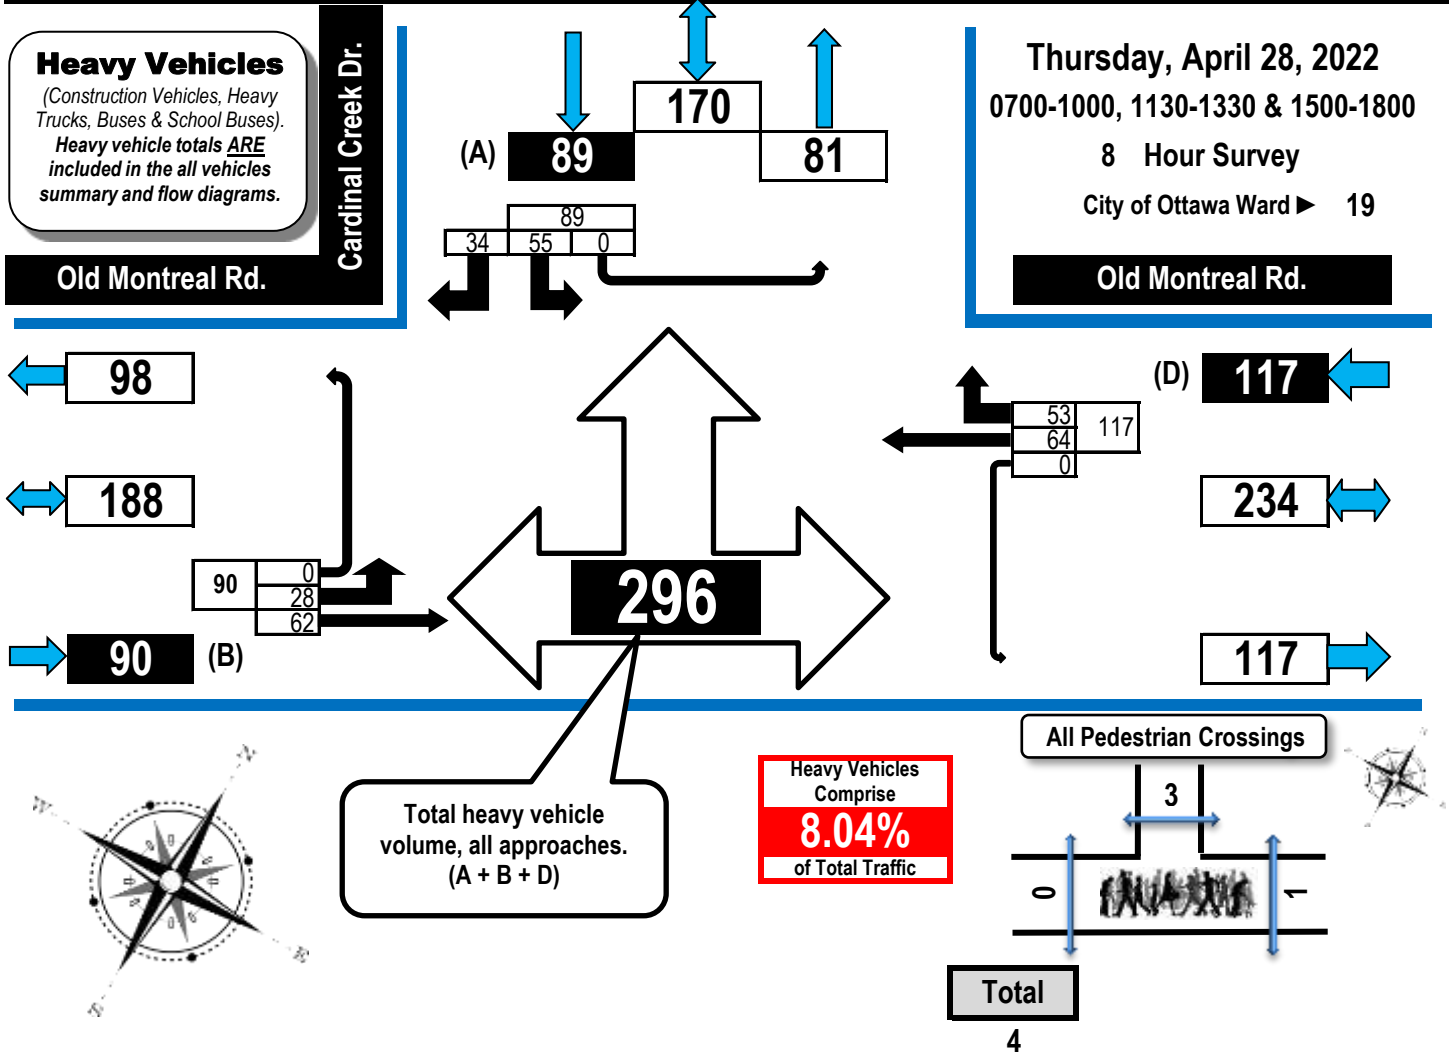 Heavy Vehicles
(Construction Vehicles, Heavy
Trucks, Buses & School Buses).
Heavy vehicle totals ARE
included in the all vehicles
summary and flow diagrams.
Cardinal Creek Dr.
Old Montreal Rd.
170
(A) 89
81
89
34 55 0
Thursday, April 28, 2022
0700-1000, 1130-1330 & 1500-1800
8 Hour Survey
City of Ottawa Ward ► 19
Old Montreal Rd.
98
188
90
0
28
62
90 (B)
296
(D) 117
53
64
0
117
234
117
Total heavy vehicle
volume, all approaches.
(A + B + D)
Heavy Vehicles
Comprise
8.04%
of Total Traffic
All Pedestrian Crossings
3
0
1
Total
4
N
W
E
S